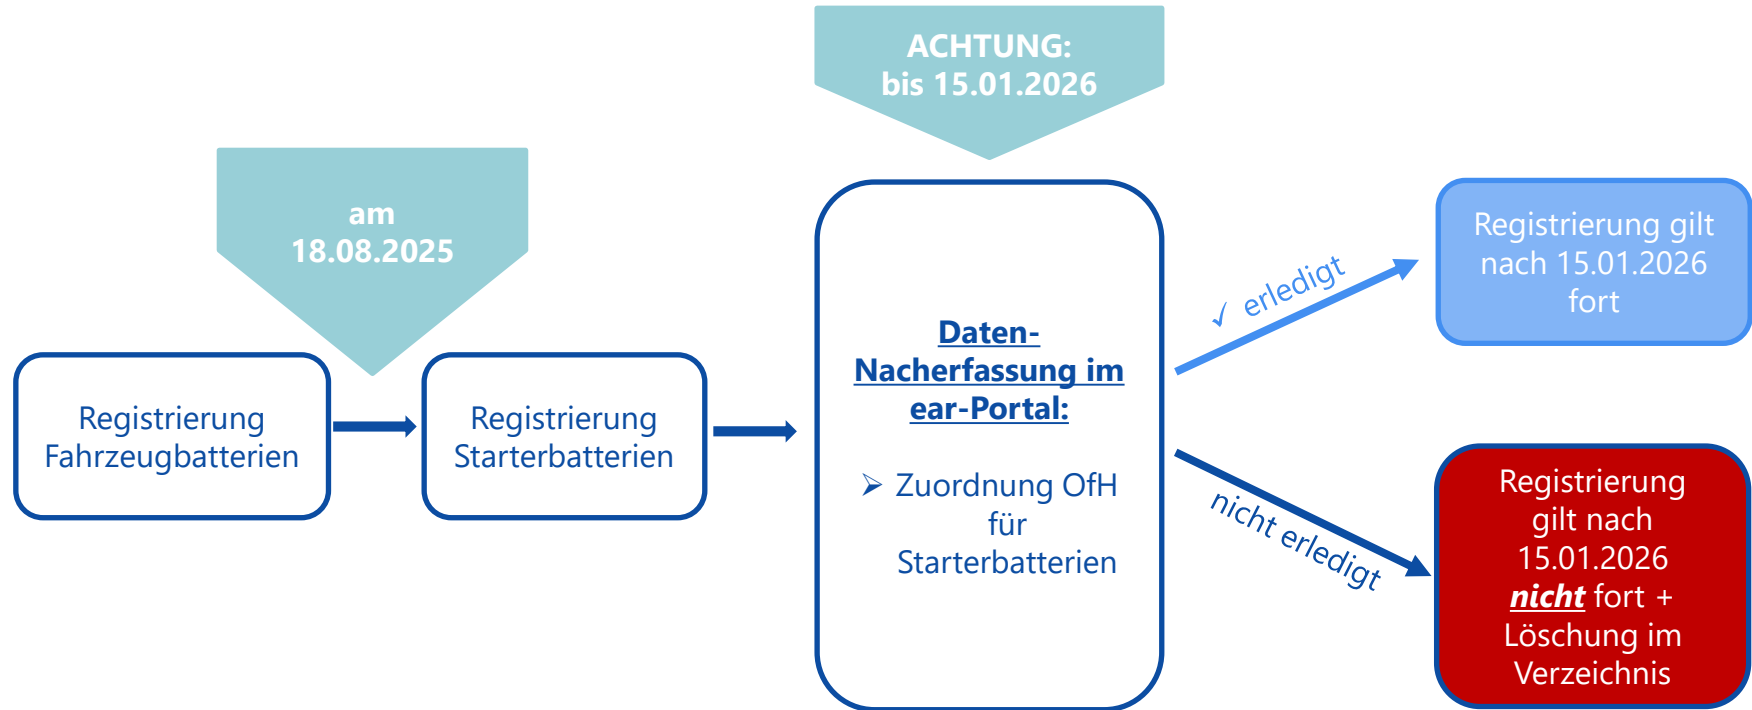 ACHTUNG:
bis 15.01.2026
am
18.08.2025
Registrierung
Fahrzeugbatterien
Registrierung
Starterbatterien
Daten-
Nacherfassung im
ear-Portal:
➢ Zuordnung OfH
für
Starterbatterien
✓ erledigt
Registrierung gilt
nach 15.01.2026
fort
nicht erledigt
Registrierung
gilt nach
15.01.2026
nicht fort +
Löschung im
Verzeichnis